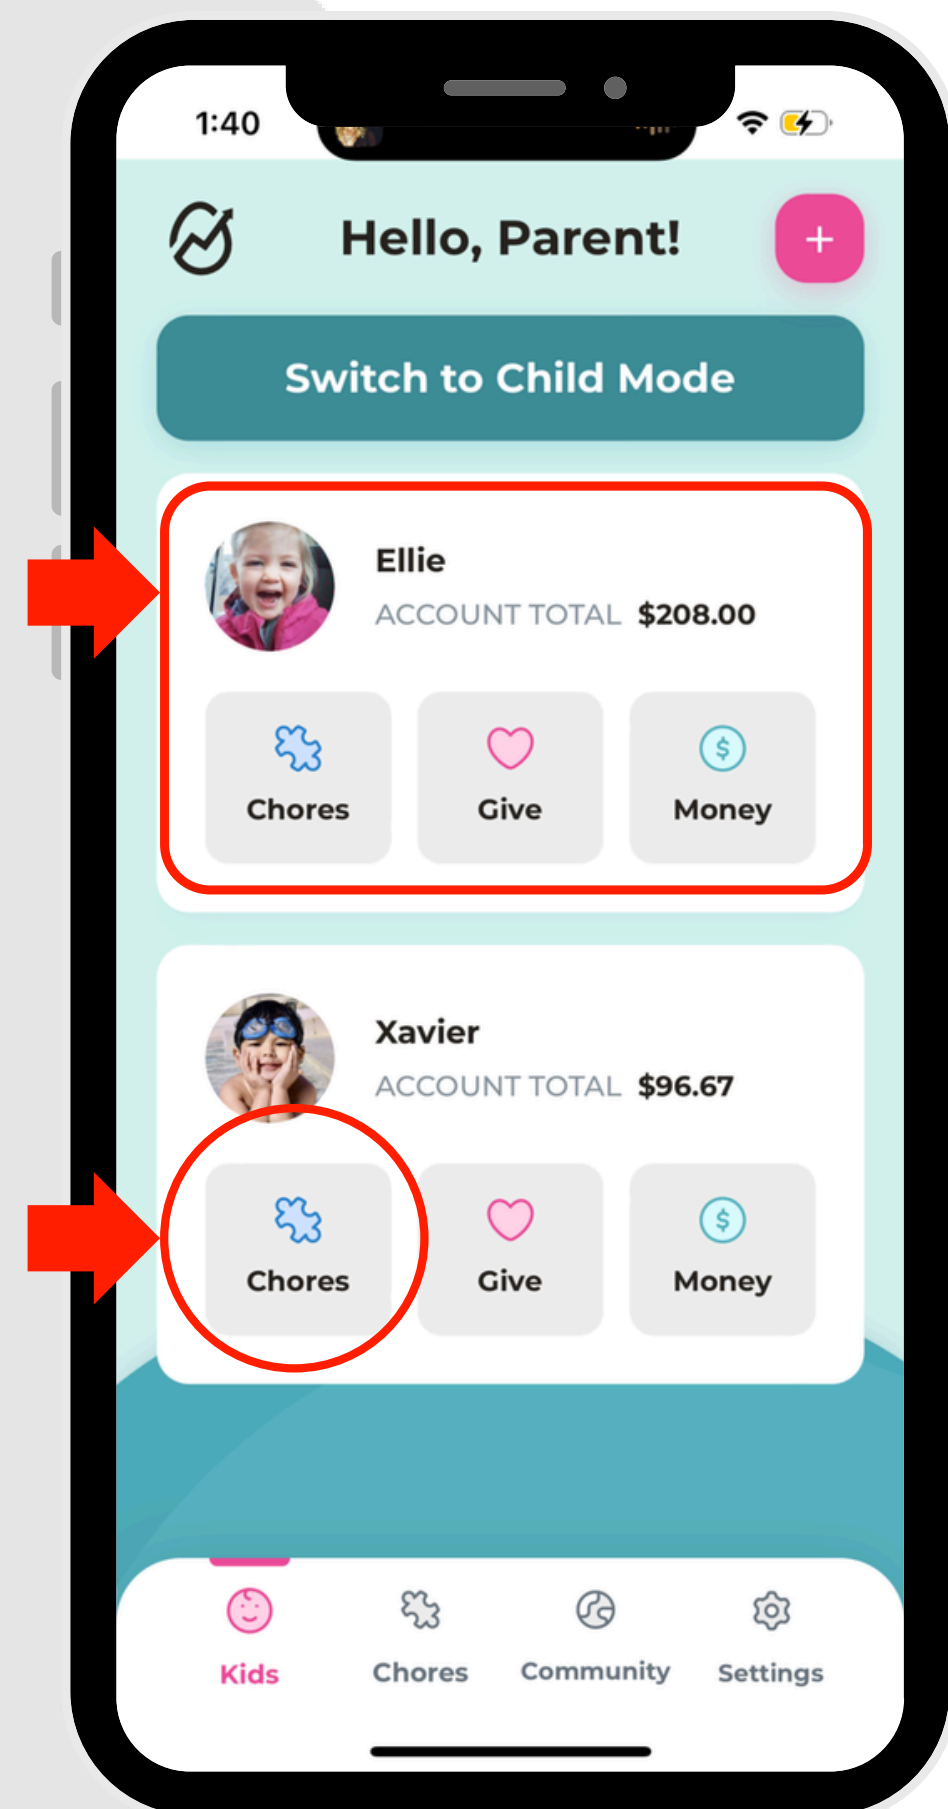 1:40
Hello, Parent!
+
Switch to Child Mode
Ellie
ACCOUNT TOTAL $208.00
$
Chores Give Money
Xavier
ACCOUNT TOTAL $96.67
$
Chores Give Money
Kids Chores Community Settings